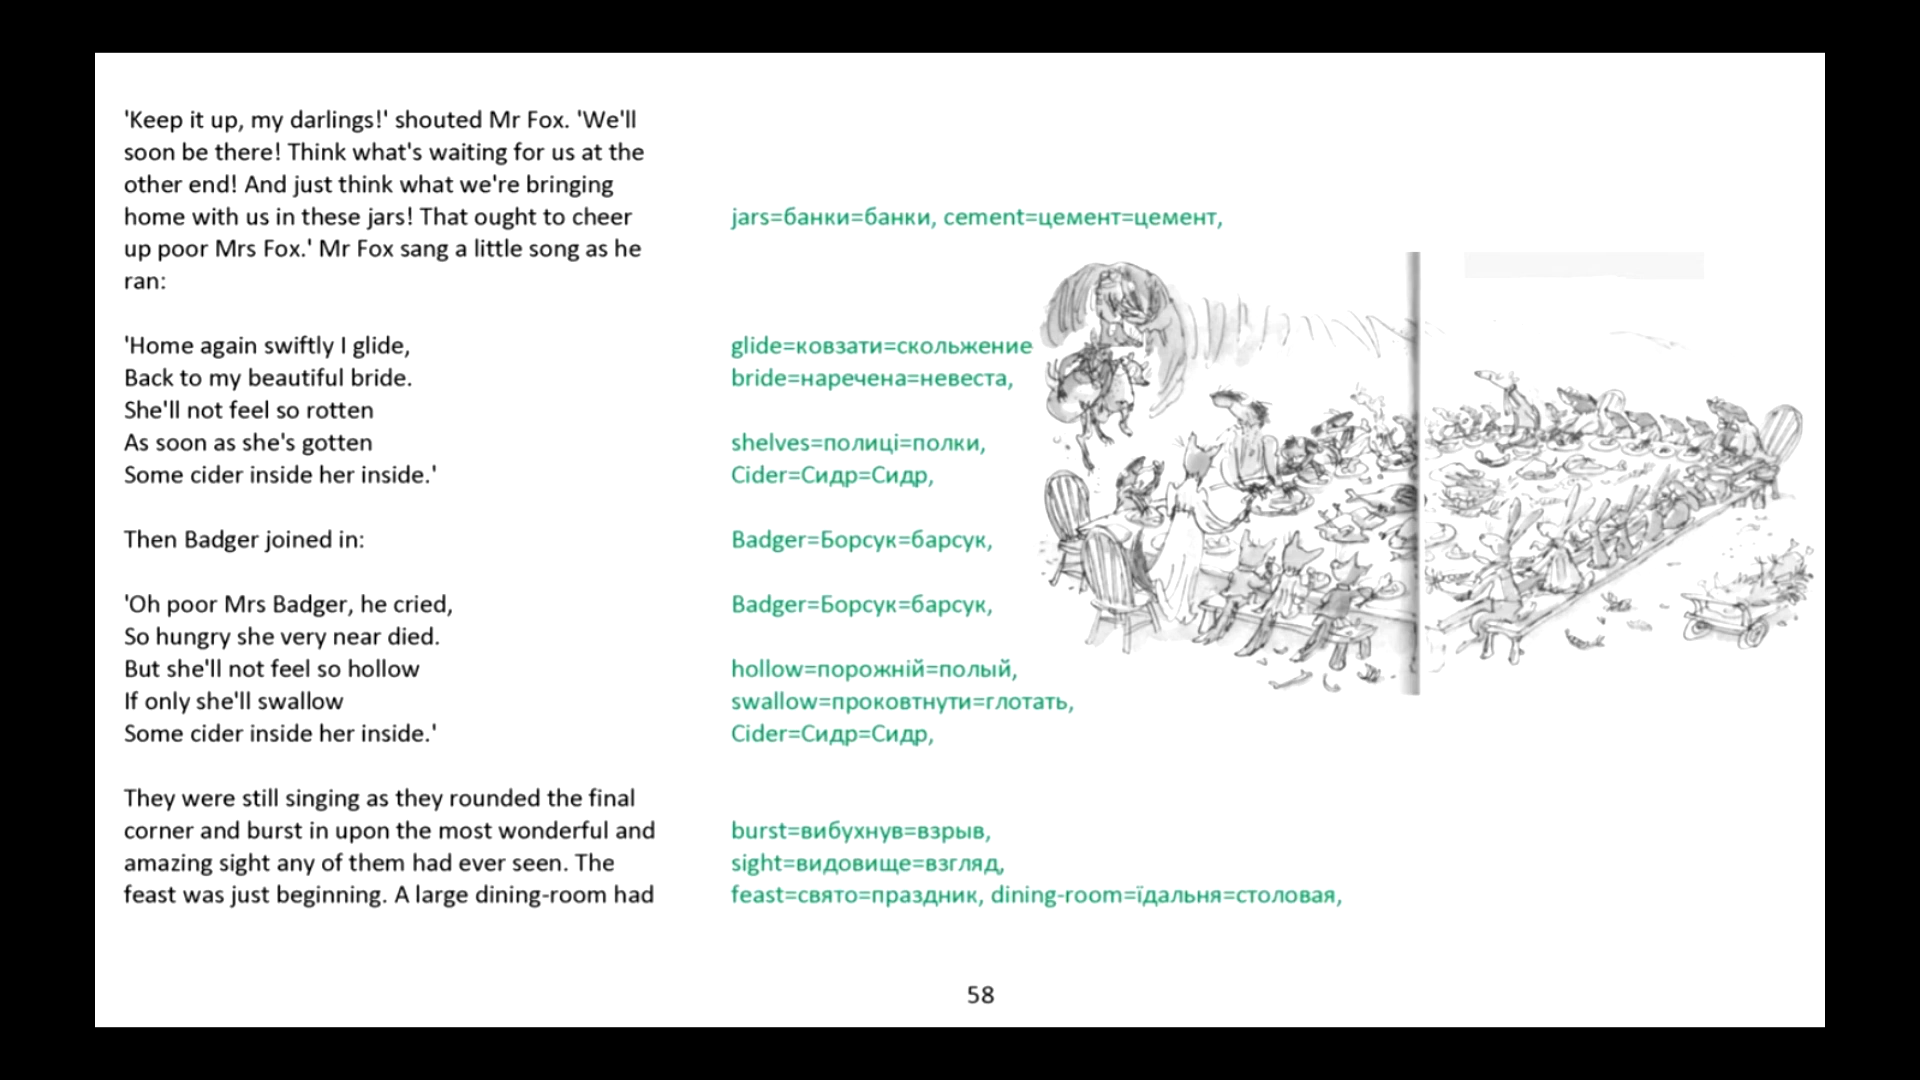 'Keep it up, my darlings!' shouted Mr Fox. 'We'll
soon be there! Think what's waiting for us at the
other end! And just think what we're bringing
home with us in these jars! That ought to cheer
up poor Mrs Fox.' Mr Fox sang a little song as he
ran:
'Home again swiftly I glide,
Back to my beautiful bride.
She'll not feel so rotten
As soon as she's gotten
Some cider inside her inside.'
Then Badger joined in:
'Oh poor Mrs Badger, he cried,
So hungry she very near died.
But she'll not feel so hollow
If only she'll swallow
Some cider inside her inside.'
They were still singing as they rounded the final
corner and burst in upon the most wonderful and
amazing sight any of them had ever seen. The
feast was just beginning. A large dining-room had
jars=банки=банки, cement=цемент=цемент,
glide=ковзати=скольжение
bride=наречена=невеста,
shelves=полиці=полки,
Cider=Сидр=Сидр,
Badger=Борсук=барсук,
Badger=Борсук=барсук,
hollow=порожній=полый,
swallow=проковтнути=глотать,
Cider=Сидр=Сидр,
burst=вибухнув=взрыв,
sight=видовище=взгляд,
feast=свято=праздник, dining-room=їдальня=столовая,
58